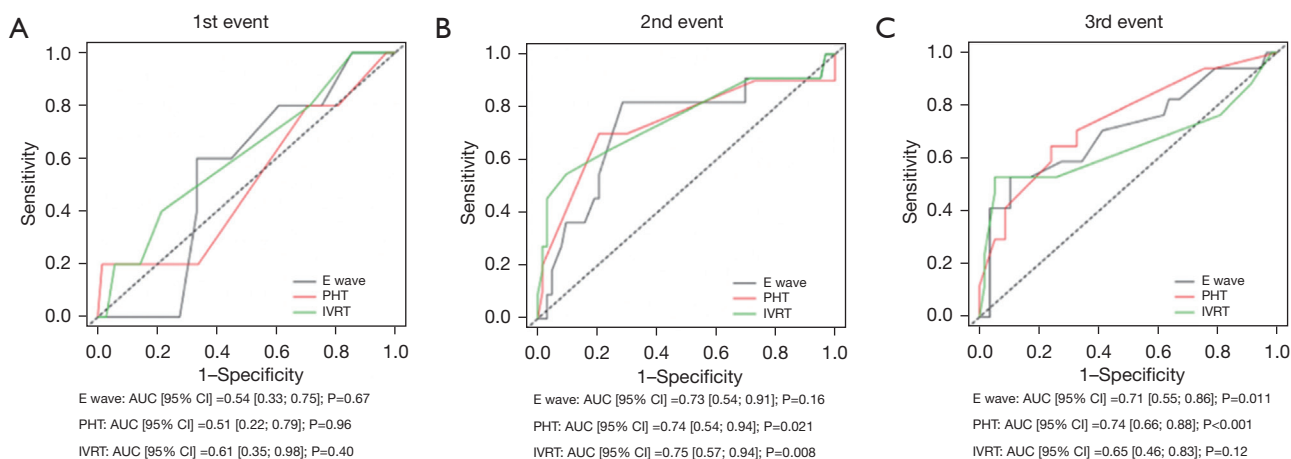 A
1st event
1.0
0.8
0.6
0.4
0.2
0.0
Sensitivity
E wave
PHT
IVRT
0.0 0.2 0.4 0.6 0.8 1.0
1–Specificity
E wave: AUC [95% CI] =0.54 [0.33; 0.75]; P=0.67
PHT: AUC [95% CI] =0.51 [0.22; 0.79]; P=0.96
IVRT: AUC [95% CI] =0.61 [0.35; 0.98]; P=0.40
B
2nd event
1.0
0.8
0.6
0.4
0.2
0.0
Sensitivity
E wave
PHT
IVRT
0.0 0.2 0.4 0.6 0.8 1.0
1–Specificity
E wave: AUC [95% CI] =0.73 [0.54; 0.91]; P=0.16
PHT: AUC [95% CI] =0.74 [0.54; 0.94]; P=0.021
IVRT: AUC [95% CI] =0.75 [0.57; 0.94]; P=0.008
C
3rd event
1.0
0.8
0.6
0.4
0.2
0.0
Sensitivity
E wave
PHT
IVRT
0.0 0.2 0.4 0.6 0.8 1.0
1–Specificity
E wave: AUC [95% CI] =0.71 [0.55; 0.86]; P=0.011
PHT: AUC [95% CI] =0.74 [0.66; 0.88]; P<0.001
IVRT: AUC [95% CI] =0.65 [0.46; 0.83]; P=0.12